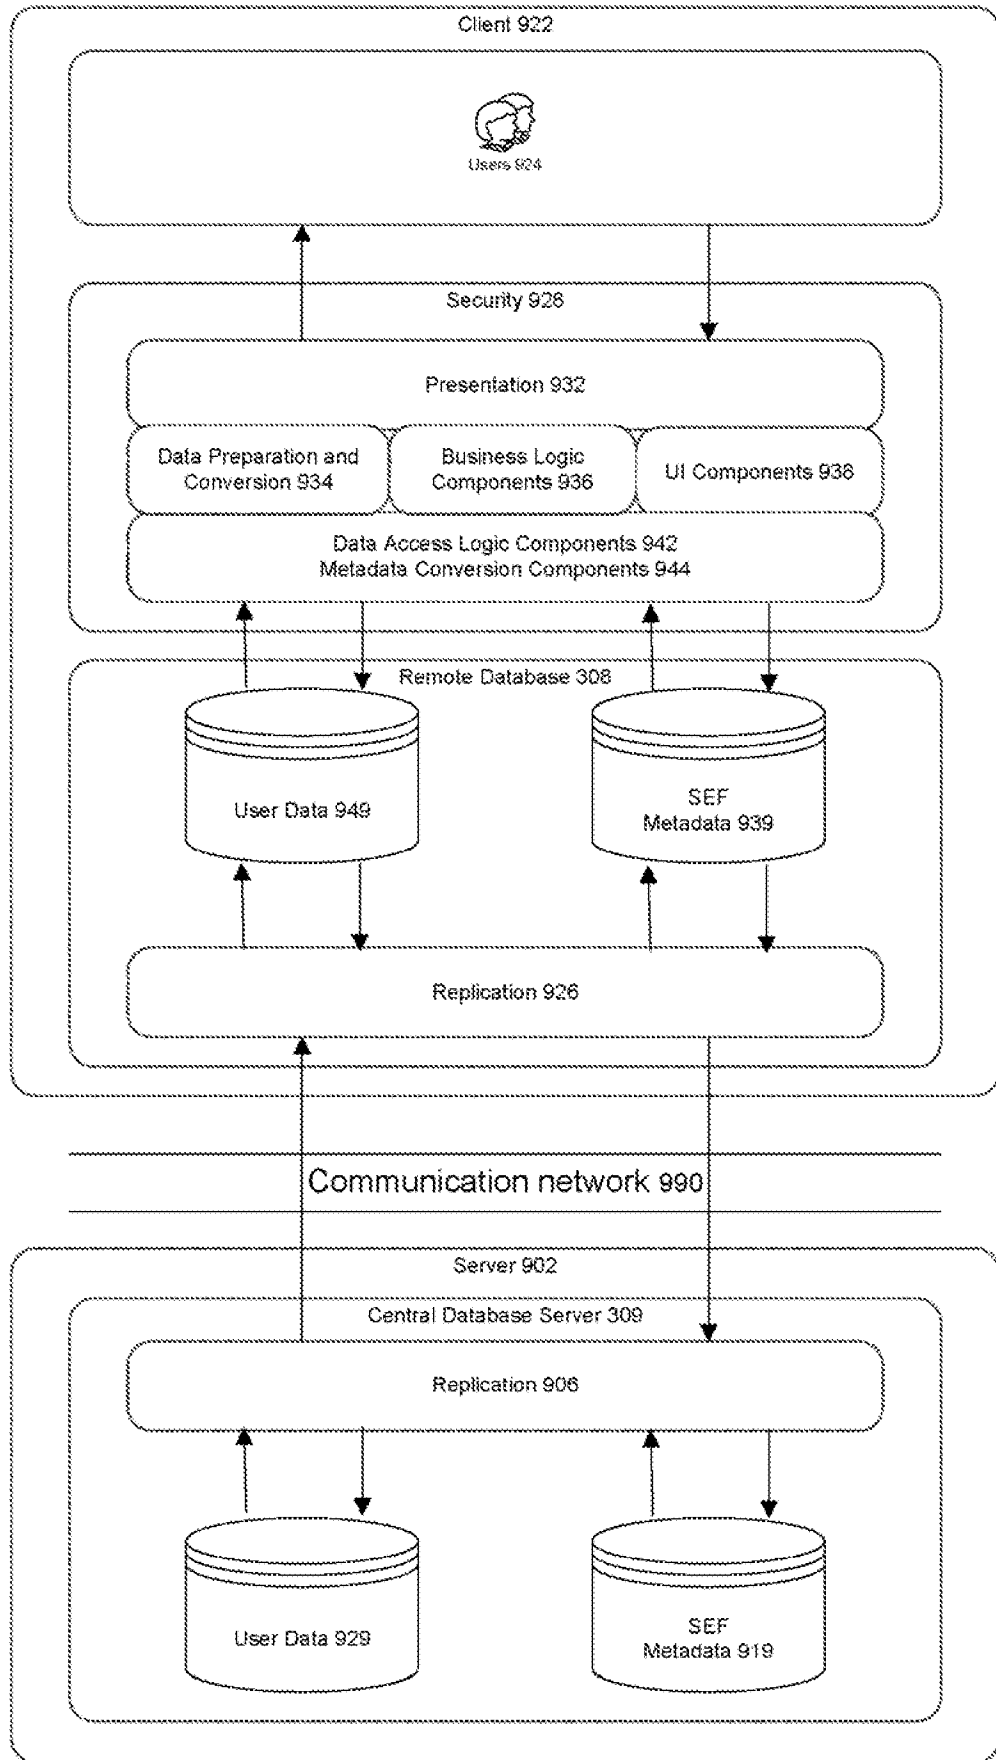 Client 922
Users 924
Security 928
Presentation 932
Data Preparation and
Conversion 934
Business Logic
Components 936
UI Components 938
Data Access Logic Components 942
Metadata Conversion Components 944
Remote Database 308
User Data 949
SEF
Metadata 939
Replication 926
Communication network 990
Server 902
Central Database Server 309
Replication 906
User Data 929
SEF
Metadata 919